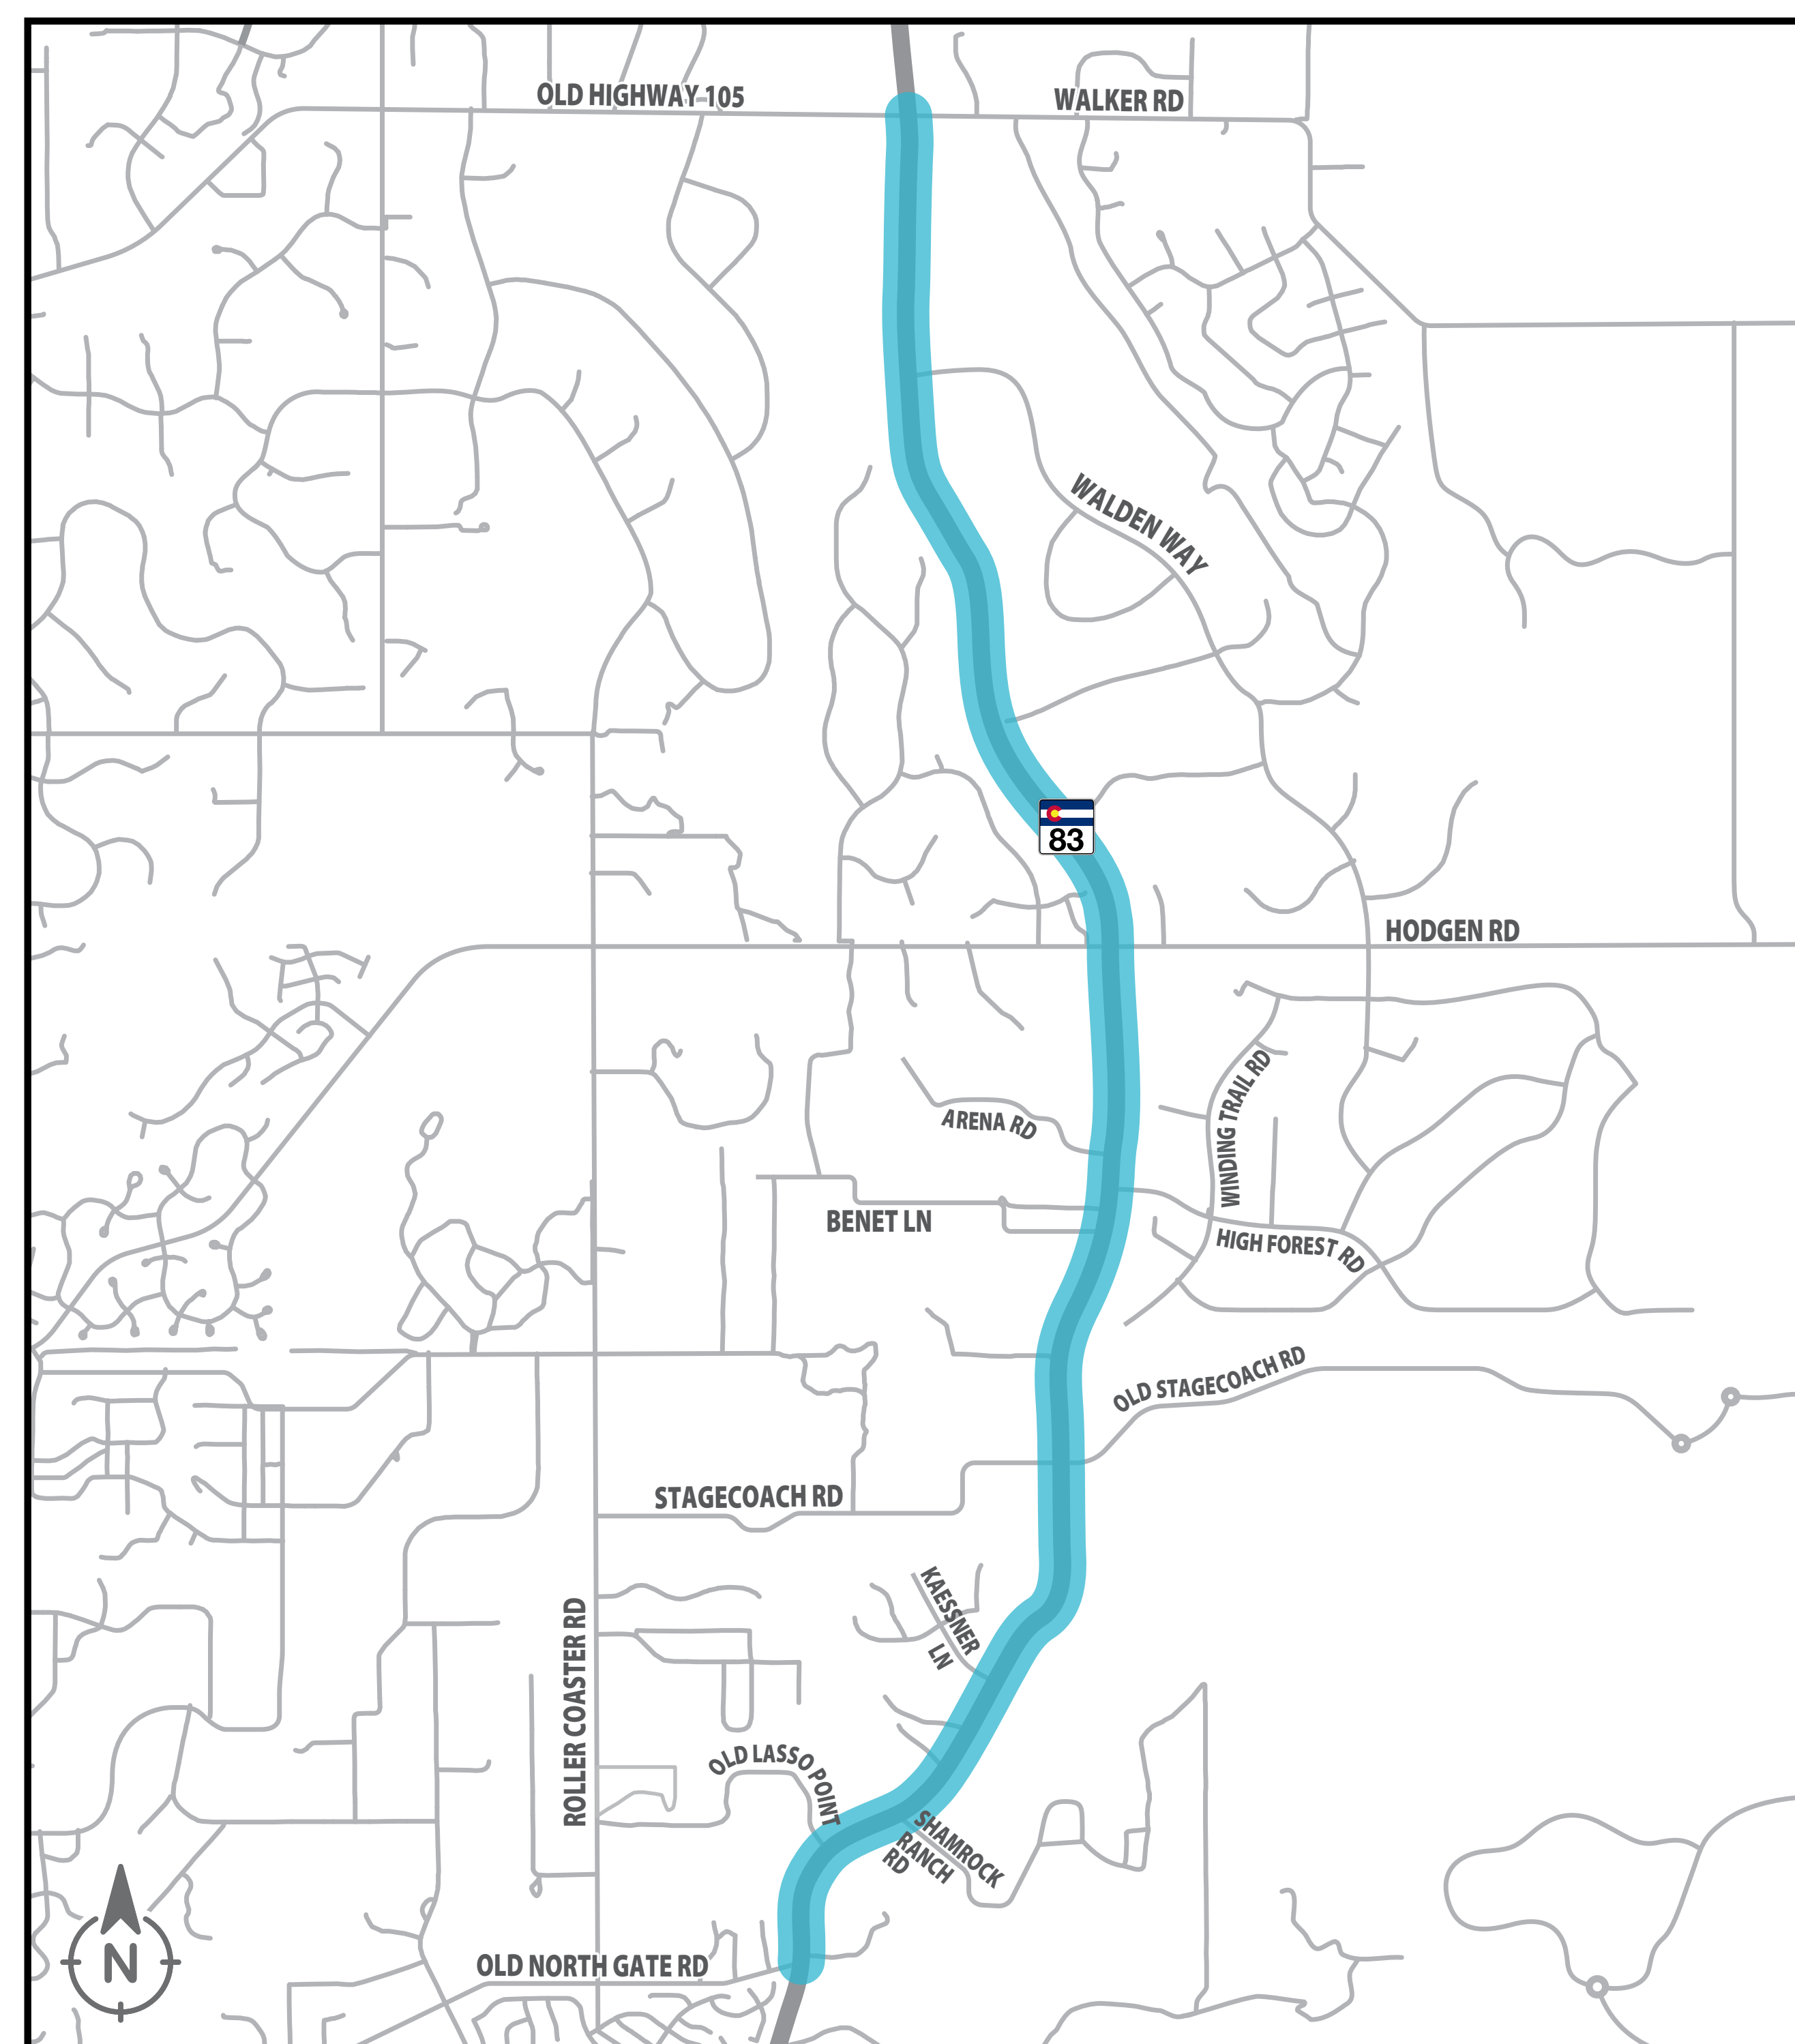 OLD HIGHWAY 105
WALKER RD
WALDEN WAY
83
HODGEN RD
WINDING TRAIL RD
ARENA RD
BENET LN
HIGH FOREST RD
OLD STAGECOACH RD
STAGECOACH RD
KAESSNER
LN
ROLLER COASTER RD
OLD LASSO POINT
SHAMROCK
RANCH
RD
N
OLD NORTH GATE RD